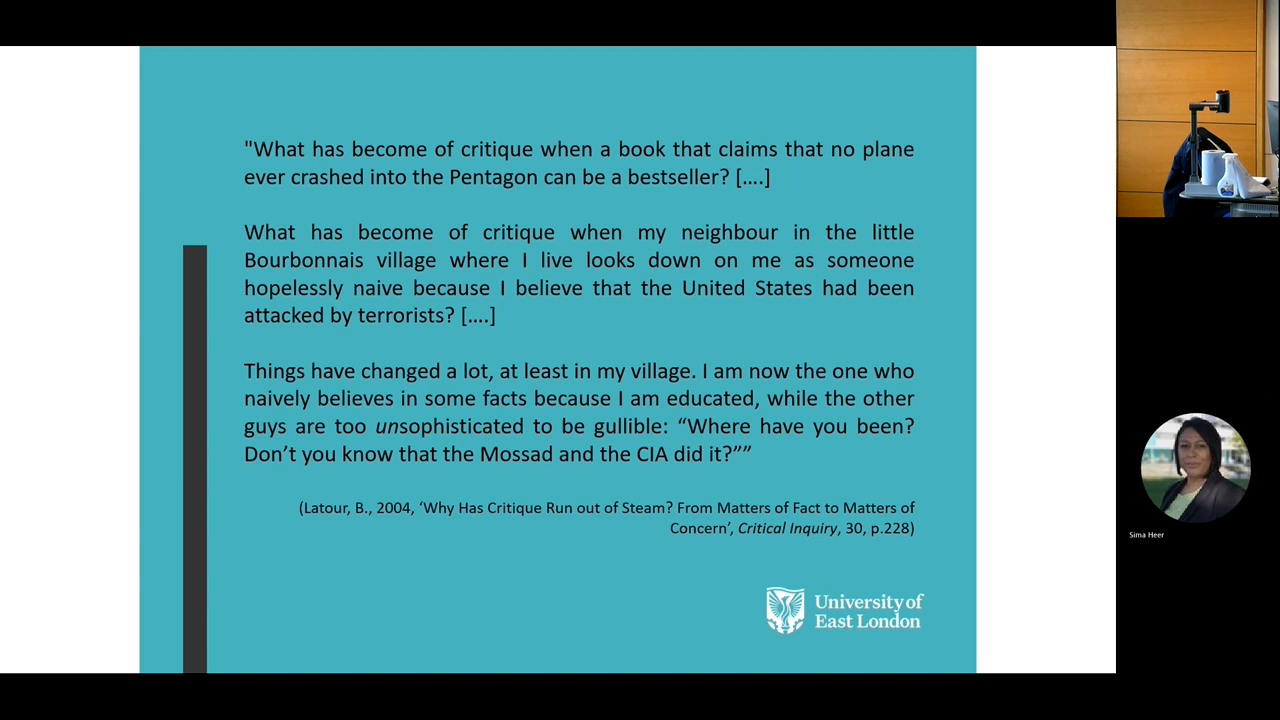 "What has become of critique when a book that claims that no plane
ever crashed into the Pentagon can be a bestseller? [….]
What has become of critique when my neighbour in the little
Bourbonnais village where I live looks down on me as someone
hopelessly naive because I believe that the United States had been
attacked by terrorists? [….]
Things have changed a lot, at least in my village. I am now the one who
naively believes in some facts because I am educated, while the other
guys are too unsophisticated to be gullible: “Where have you been?
Don’t you know that the Mossad and the CIA did it?””
(Latour, B., 2004, ‘Why Has Critique Run out of Steam? From Matters of Fact to Matters of
Concern’, Critical Inquiry, 30, p.228)
University of
East London
Sima Heer